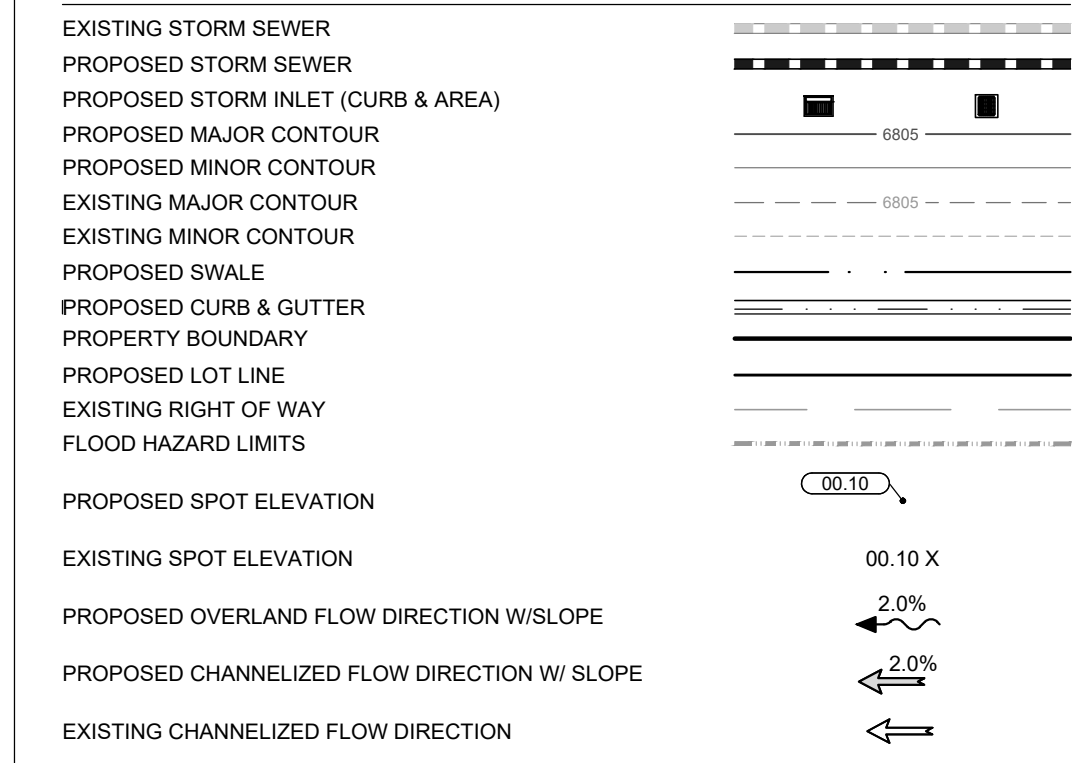 EXISTING STORM SEWER
PROPOSED STORM SEWER
PROPOSED STORM INLET (CURB & AREA)
PROPOSED MAJOR CONTOUR 6805
PROPOSED MINOR CONTOUR
EXISTING MAJOR CONTOUR 6805
EXISTING MINOR CONTOUR
PROPOSED SWALE
PROPOSED CURB & GUTTER
PROPERTY BOUNDARY
PROPOSED LOT LINE
EXISTING RIGHT OF WAY
FLOOD HAZARD LIMITS
PROPOSED SPOT ELEVATION 00.10
EXISTING SPOT ELEVATION 00.10 X
PROPOSED OVERLAND FLOW DIRECTION W/SLOPE 2.0%
PROPOSED CHANNELIZED FLOW DIRECTION W/ SLOPE 2.0%
EXISTING CHANNELIZED FLOW DIRECTION